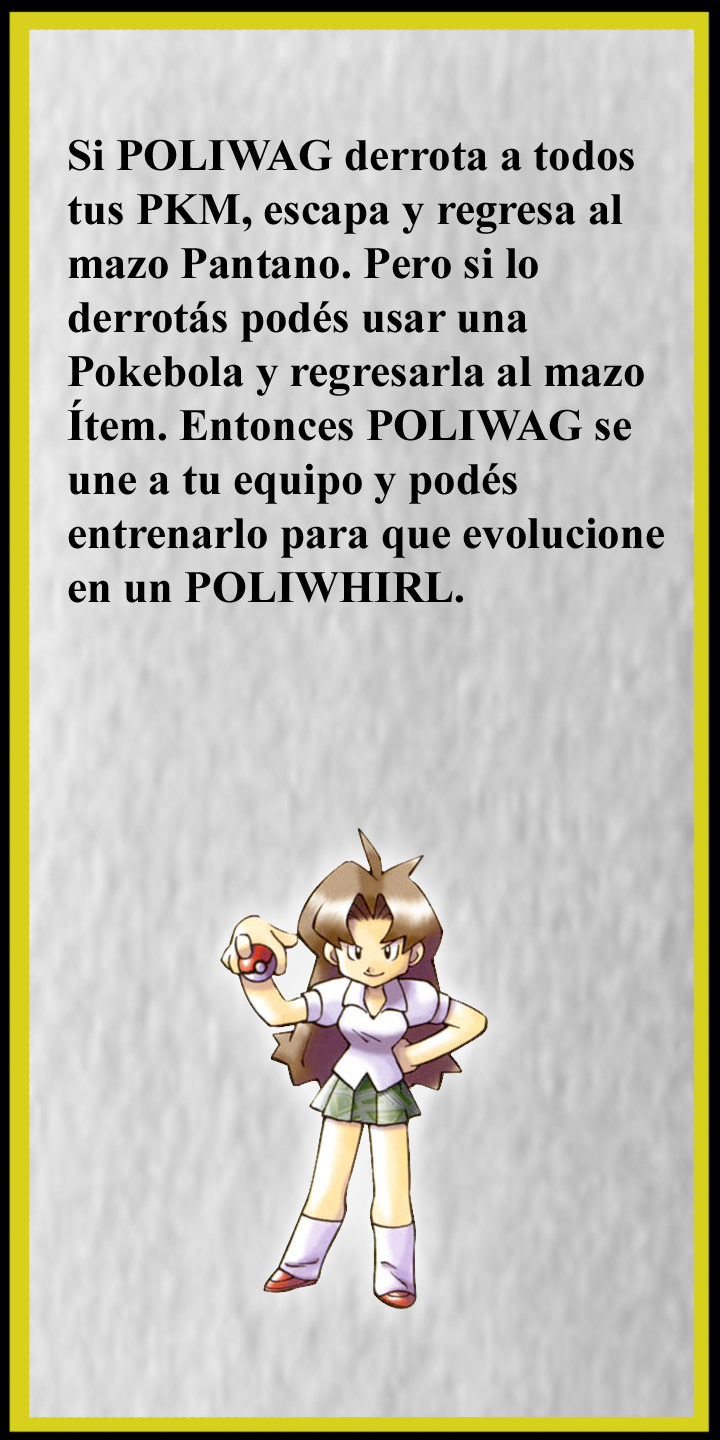 Si POLIWAG derrota a todos
tus PKM, escapa y regresa al
mazo Pantano. Pero si lo
derrotás podés usar una
Pokebola y regresarla al mazo
Ítem. Entonces POLIWAG se
une a tu equipo y podés
entrenarlo para que evolucione
en un POLIWHIRL.